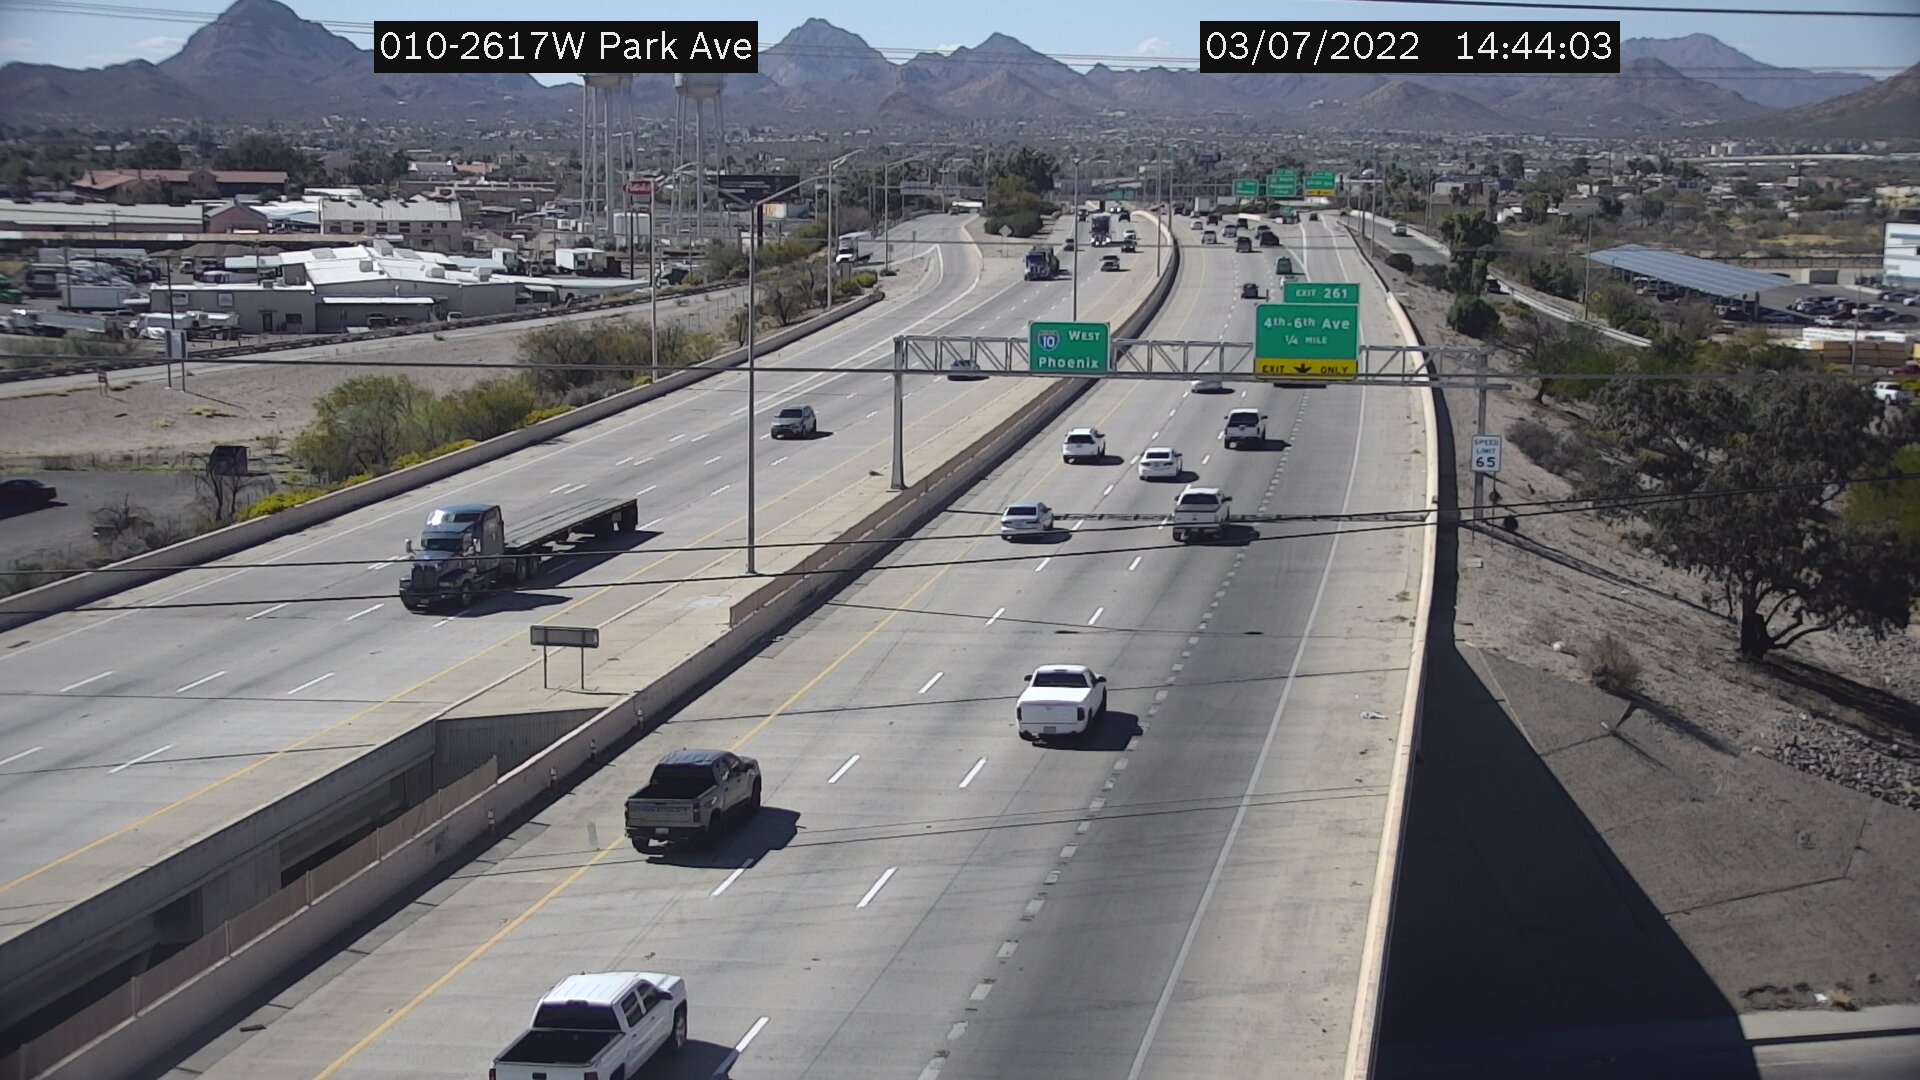 010-2617W Park Ave
03/07/2022 14:44:03
EXIT 261
4th-6th Ave
1/4 MILE
EXIT ONLY
10 WEST
Phoenix
SPEED
LIMIT
65